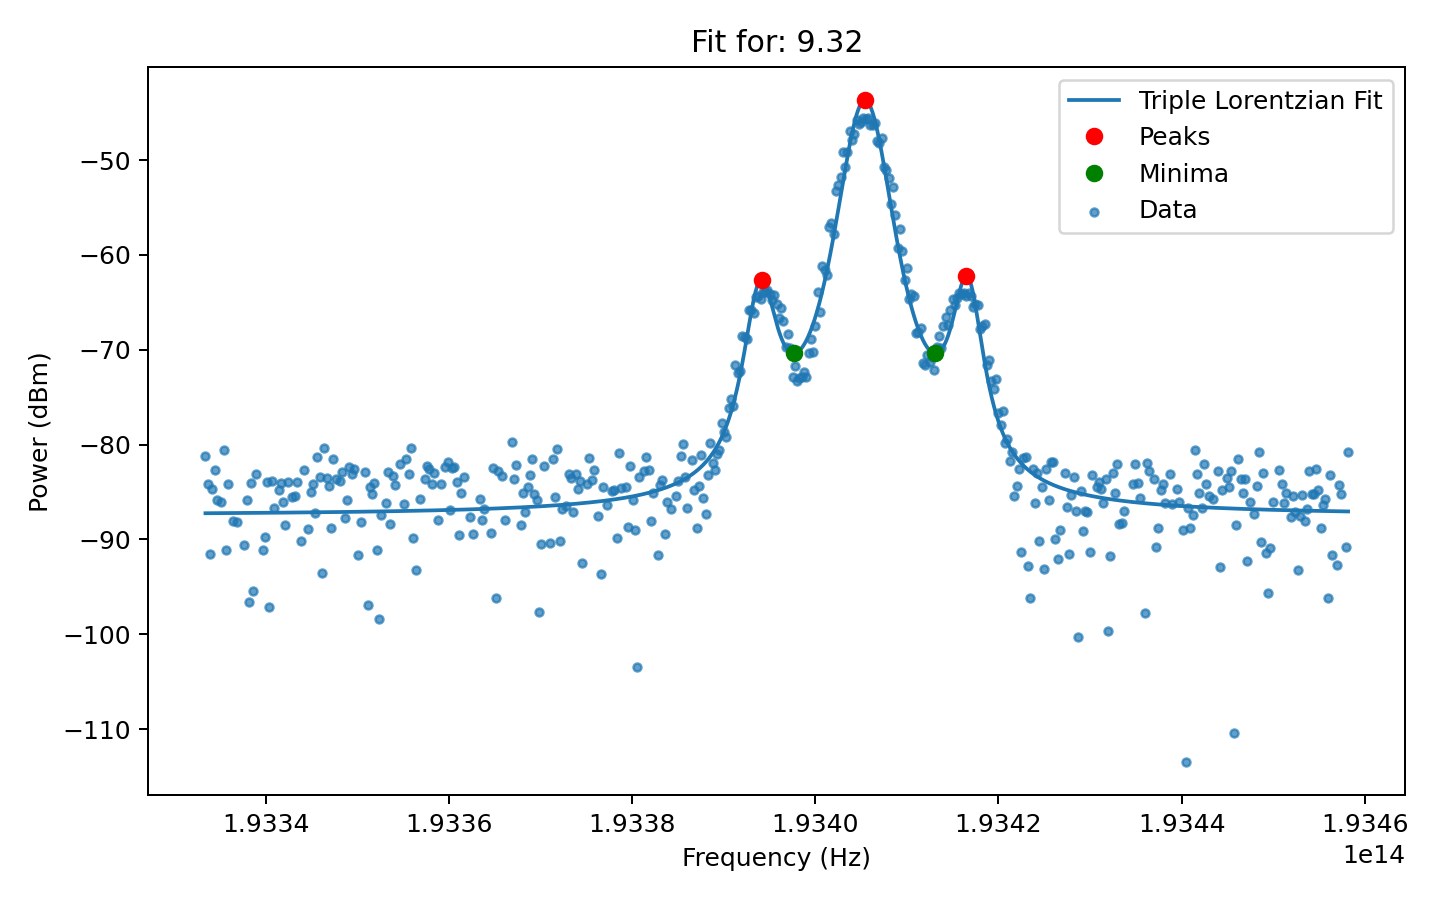 Fit for: 9.32
Triple Lorentzian Fit
Peaks
Minima
Data
Power (dBm)
−50
−60
−70
−80
−90
−100
−110
1.9334 1.9336 1.9338 1.9340 1.9342 1.9344 1.9346
1e14
Frequency (Hz)